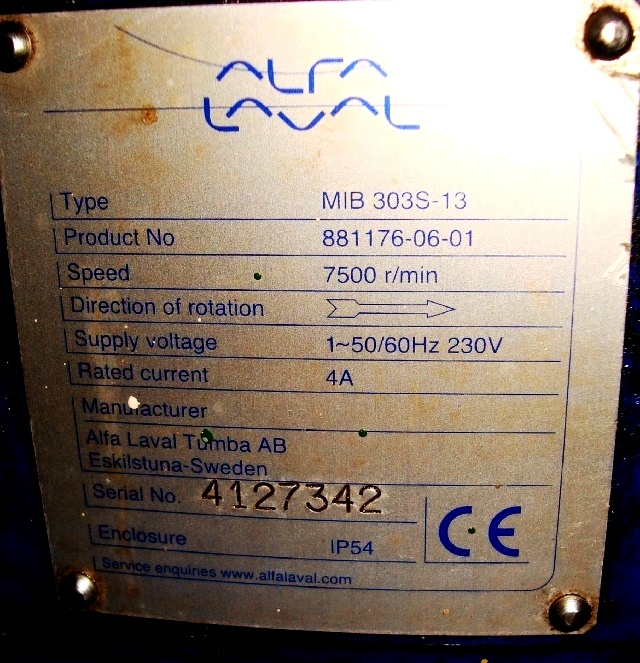 ALFA
LAVAL
Type MIB 303S-13
Product No 881176-06-01
Speed 7500 r/min
Direction of rotation
Supply voltage 1~50/60Hz 230V
Rated current 4A
Manufacturer
Alfa Laval Tumba AB
Eskilstuna-Sweden
Serial No. 4127342
CE
Enclosure IP54
Service enquiries www.alfalaval.com